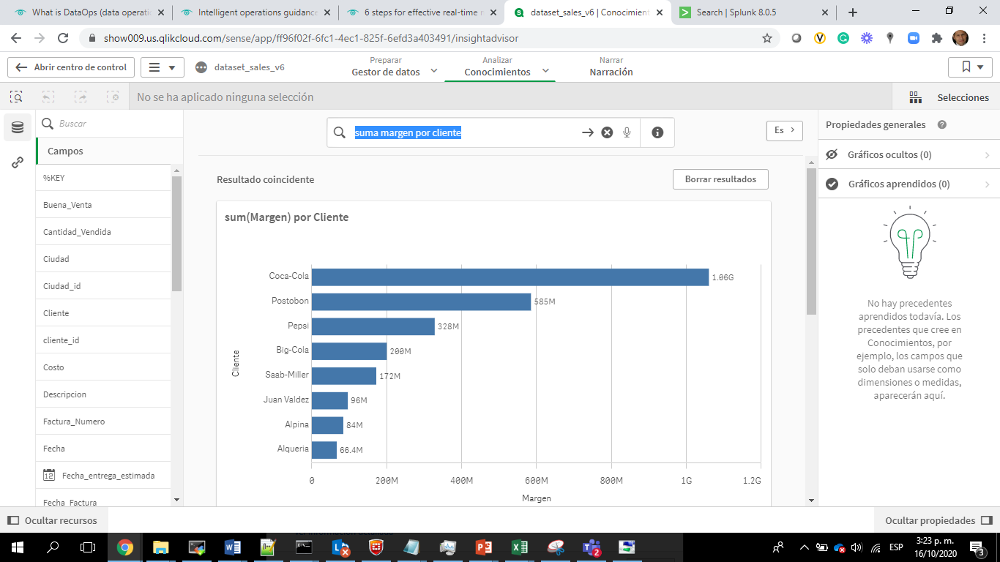 What is DataOps (data operati
Intelligent operations guidance
6 steps for effective real-time m
dataset_sales_v6 | Conocimient
Search | Splunk 8.0.5
show009.us.qlikcloud.com/sense/app/ff96f02f-6fc1-4ec1-825f-6efd3a403491/insightadvisor
Abrir centro de control
dataset_sales_v6
Preparar
Gestor de datos
Analizar
Conocimientos
Narrar
Narración
No se ha aplicado ninguna selección
Selecciones
Buscar
Campos
%KEY
Buena_Venta
Cantidad_Vendida
Ciudad
Ciudad_id
Cliente
cliente_id
Costo
Descripcion
Factura_Numero
Fecha
12 Fecha_entrega_estimada
Fecha_Factura
suma margen por cliente
Es
Resultado coincidente
Borrar resultados
sum(Margen) por Cliente
Cliente
Coca-Cola 1.06G
Postobon 585M
Pepsi 328M
Big-Cola 200M
Saab-Miller 172M
Juan Valdez 96M
Alpina 84M
Alqueria 66.4M
0 200M 400M 600M 800M 1G 1.2G
Margen
Propiedades generales
Gráficos ocultos (0)
Gráficos aprendidos (0)
No hay precedentes
aprendidos todavía. Los
precedentes que cree en
Conocimientos, por
ejemplo, los campos que
solo deban usarse como
dimensiones o medidas,
aparecerán aquí.
Ocultar recursos
Ocultar propiedades
ESP
3:23 p. m.
16/10/2020
2
3